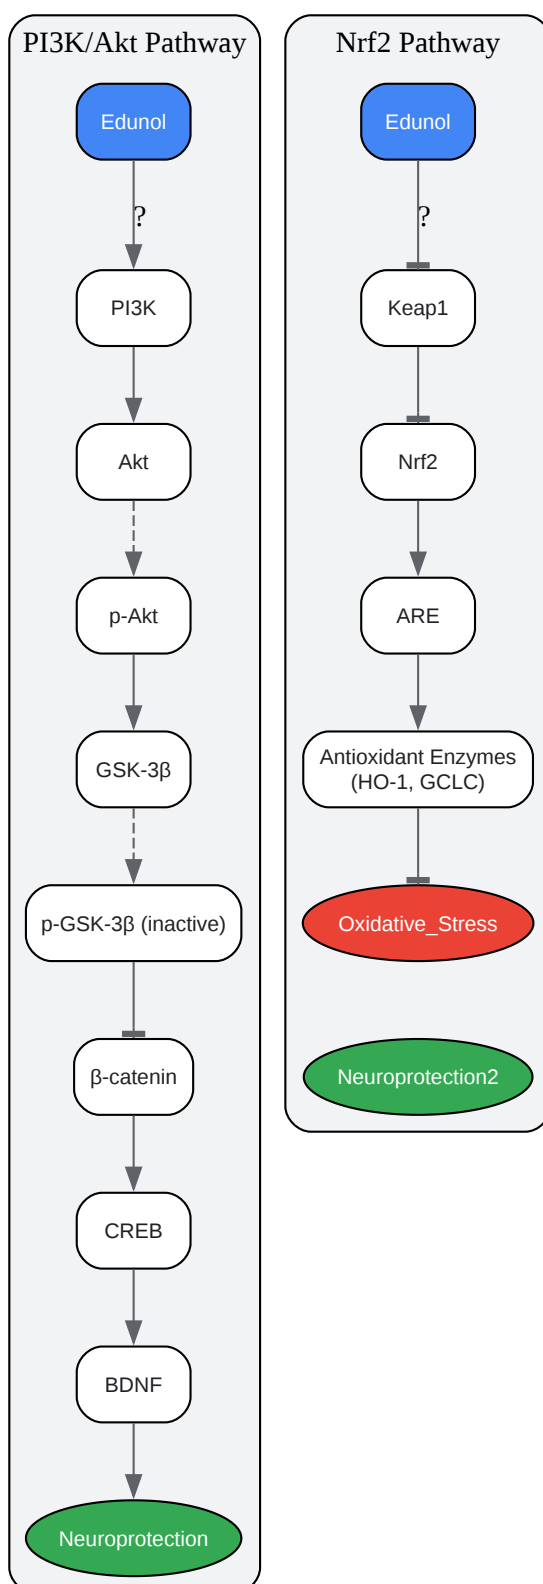 PI3K/Akt Pathway
Edunol
?
PI3K
Akt
p-Akt
GSK-3β
p-GSK-3β (inactive)
β-catenin
CREB
BDNF
Neuroprotection
Nrf2 Pathway
Edunol
?
Keap1
Nrf2
ARE
Antioxidant Enzymes
(HO-1, GCLC)
Oxidative_Stress
Neuroprotection2